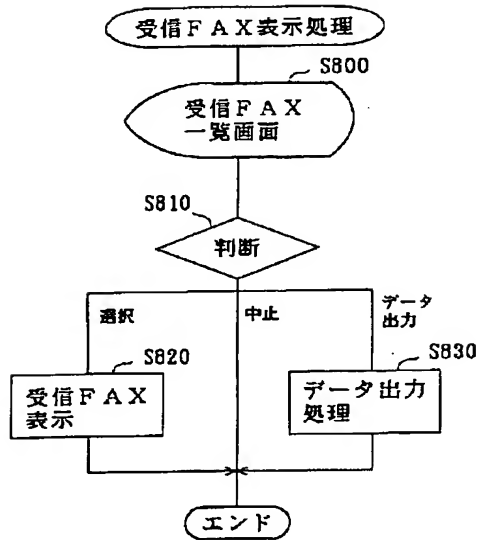 受信ＦＡＸ表示処理
S800
受信ＦＡＸ
一覧画面
S810
判断
選択
中止
データ
出力
S820
S830
受信ＦＡＸ
表示
データ出力
処理
エンド